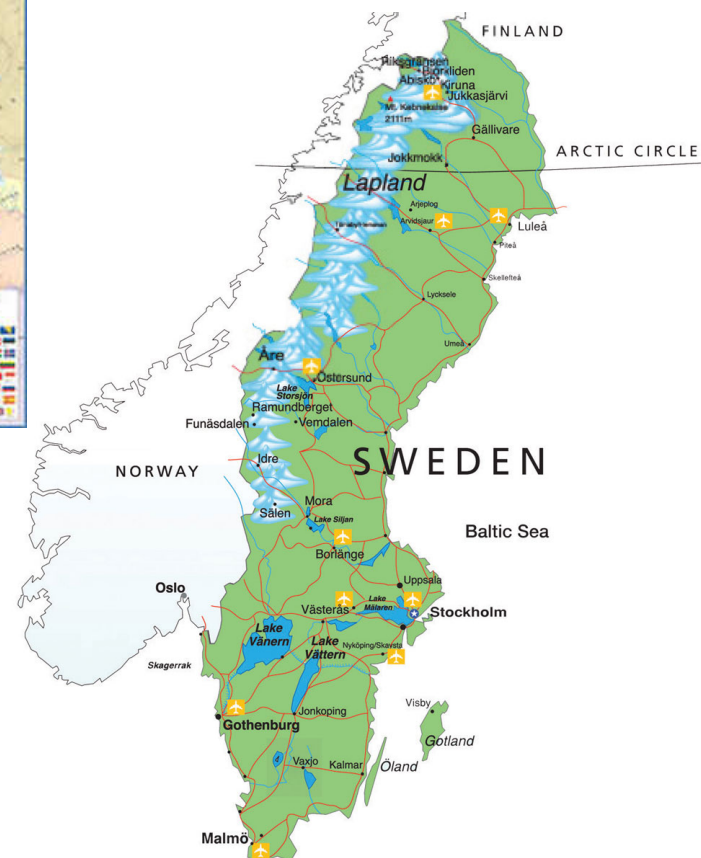 FINLAND
Riksgränsen
Björkliden
Abisko
Kiruna
Jukkasjärvi
Mt. Kebnekaise
2111m
Gällivare
ARCTIC CIRCLE
Jokkmokk
Lapland
Arjeplog
Arvidsjaur
Luleå
Piteå
Skellefteå
Lycksele
Umeå
Åre
Östersund
Lake
Storsjön
Ramundberget
Funäsdalen
Vemdalen
SWEDEN
Idre
NORWAY
Mora
Sälen
Lake Siljan
Baltic Sea
Borlänge
Uppsala
Oslo
Lake
Mälaren
Västerås
Stockholm
Lake
Vänern
Lake
Vättern
Nyköping/Skavsta
Skagerrak
Visby
Jonkoping
Gothenburg
Gotland
Vaxjo
Kalmar
Öland
Malmö